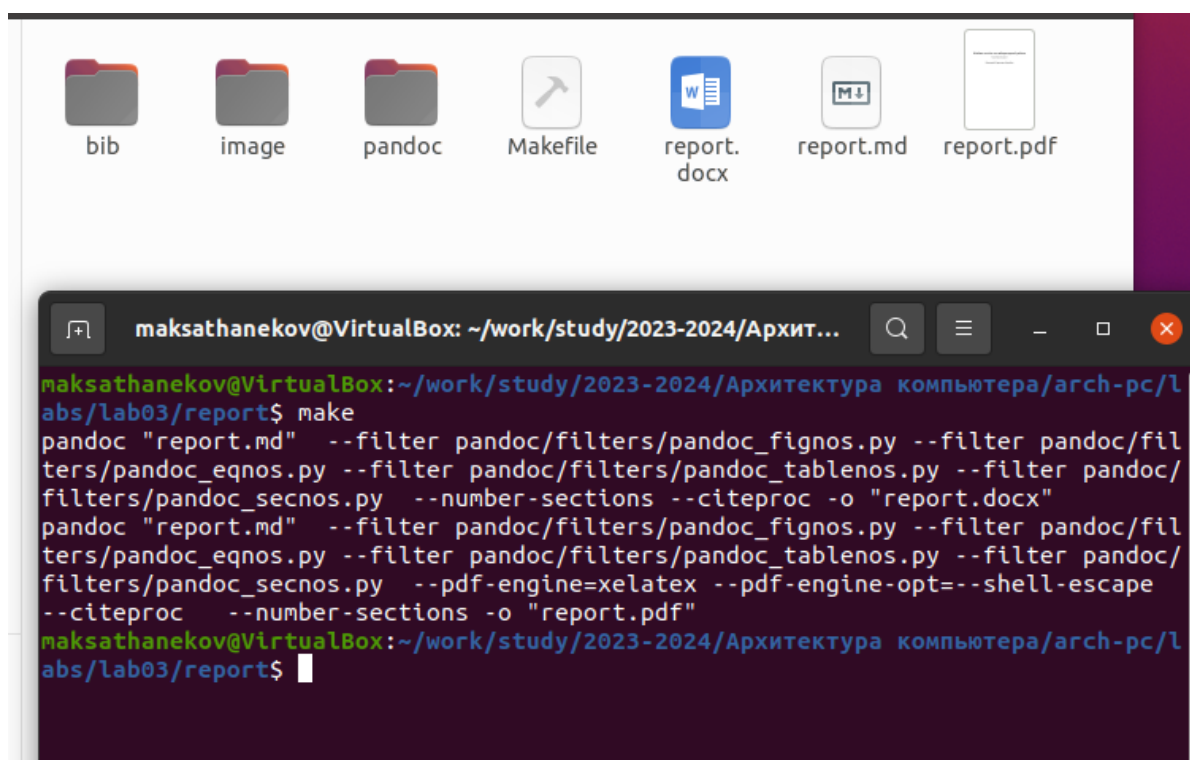 bib image pandoc Makefile report. report.md report.pdf
docx
maksathanekov@VirtualBox: ~/work/study/2023-2024/Архит...
maksathanekov@VirtualBox:~/work/study/2023-2024/Архитектура компьютера/arch-pc/l
abs/lab03/report$ make
pandoc "report.md"  --filter pandoc/filters/pandoc_fignos.py --filter pandoc/fil
ters/pandoc_eqnos.py --filter pandoc/filters/pandoc_tablenos.py --filter pandoc/
filters/pandoc_secnos.py  --number-sections --citeproc -o "report.docx"
pandoc "report.md"  --filter pandoc/filters/pandoc_fignos.py --filter pandoc/fil
ters/pandoc_eqnos.py --filter pandoc/filters/pandoc_tablenos.py --filter pandoc/
filters/pandoc_secnos.py  --pdf-engine=xelatex --pdf-engine-opt=--shell-escape
--citeproc   --number-sections -o "report.pdf"
maksathanekov@VirtualBox:~/work/study/2023-2024/Архитектура компьютера/arch-pc/l
abs/lab03/report$